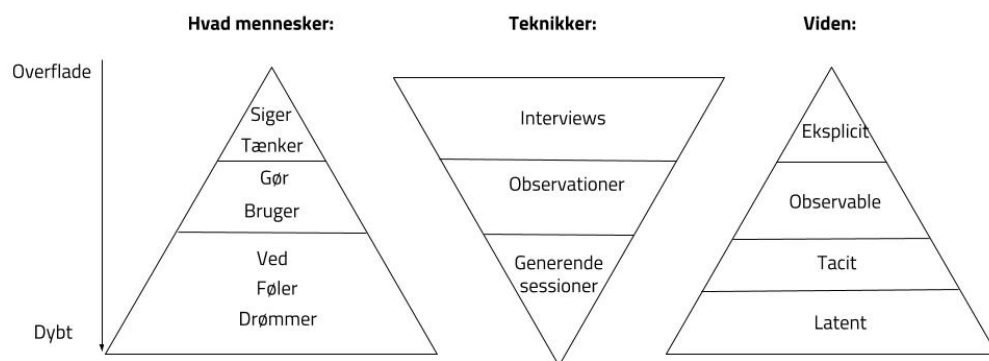 Hvad mennesker:
Teknikker:
Viden:
Overflade
Dybt
Siger
Tænker
Gør
Bruger
Ved
Føler
Drømmer
Interviews
Observationer
Generende
sessioner
Eksplicit
Observable
Tacit
Latent